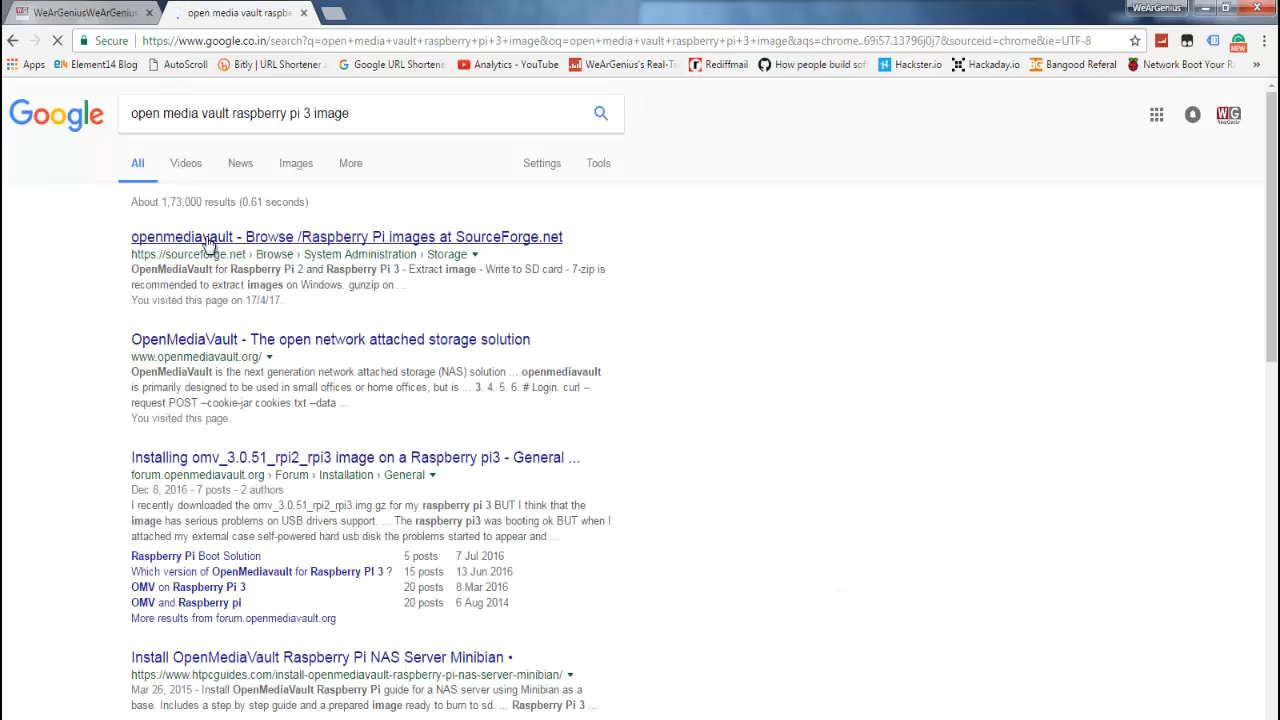 WeArGeniusWeArGenius
open media vault raspbe
WeArGenius
Secure
https://www.google.co.in/search?q=open+media+vault+raspberry+pi+3+image&oq=open+media+vault+raspberry+pi+3+image&aqs=chrome..69i57.13796j0j7&sourceid=chrome&ie=UTF-8
NEW
Apps
Element14 Blog
AutoScroll
Bitly | URL Shortener
Google URL Shorten
Analytics - YouTube
WeArGenius's Real-Tim
Rediffmail
How people build soft
Hackster.io
Hackaday.io
Bangood Referal
Network Boot Your R
Google
open media vault raspberry pi 3 image
WG
All Videos News Images More Settings Tools
About 1,73,000 results (0.61 seconds)
openmediavault - Browse /Raspberry Pi images at SourceForge.net
https://sourceforge.net › Browse › System Administration › Storage
OpenMediaVault for Raspberry Pi 2 and Raspberry Pi 3 - Extract image - Write to SD card - 7-zip is
recommended to extract images on Windows. gunzip on ...
You visited this page on 17/4/17.
OpenMediaVault - The open network attached storage solution
www.openmediavault.org/
OpenMediaVault is the next generation network attached storage (NAS) solution ... openmediavault
is primarily designed to be used in small offices or home offices, but is ... 3. 4. 5. 6. # Login. curl --
request POST --cookie-jar cookies.txt --data ...
You visited this page.
Installing omv_3.0.51_rpi2_rpi3 image on a Raspberry pi3 - General ...
forum.openmediavault.org › Forum › Installation › General
Dec 8, 2016 - 7 posts - 2 authors
I recently downloaded the omv_3.0.51_rpi2_rpi3.img.gz for my raspberry pi 3 BUT I think that the
image has serious problems on USB drivers support. ... The raspberry pi3 was booting ok BUT when I
attached my external case self-powered hard usb disk the problems started to appear and ...
Raspberry Pi Boot Solution 5 posts 7 Jul 2016
Which version of OpenMediavault for Raspberry PI 3 ? 15 posts 13 Jun 2016
OMV on Raspberry Pi 3 20 posts 8 Mar 2016
OMV and Raspberry pi 20 posts 6 Aug 2014
More results from forum.openmediavault.org
Install OpenMediaVault Raspberry Pi NAS Server Minibian •
https://www.htpcguides.com/install-openmediavault-raspberry-pi-nas-server-minibian/
Mar 26, 2015 - Install OpenMediaVault Raspberry Pi guide for a NAS server using Minibian as a
base. Includes a step by step guide and a prepared image ready to burn to sd. ... Raspberry Pi 3 ...